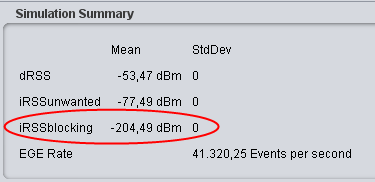 Simulation Summary
Mean StdDev
dRSS -53,47 dBm 0
iRSSunwanted -77,49 dBm 0
iRSSblocking -204,49 dBm 0
EGE Rate 41.320,25 Events per second